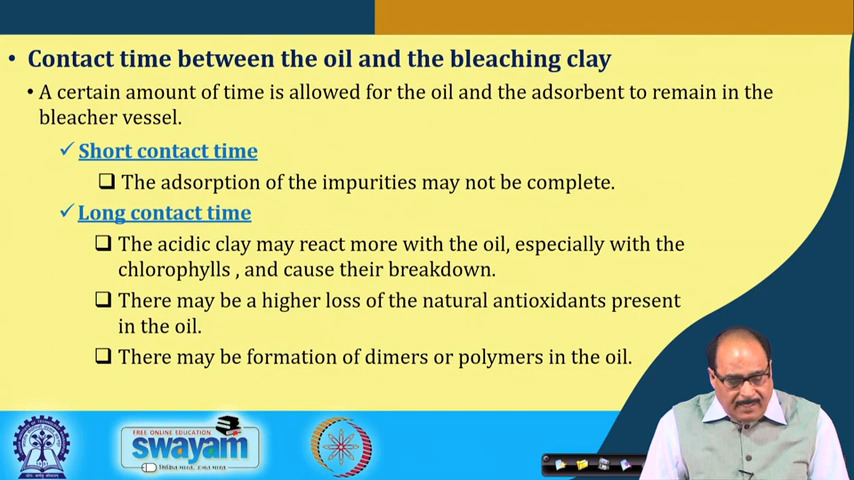 • Contact time between the oil and the bleaching clay
• A certain amount of time is allowed for the oil and the adsorbent to remain in the
bleacher vessel.
✓ Short contact time
❑ The adsorption of the impurities may not be complete.
✓ Long contact time
❑ The acidic clay may react more with the oil, especially with the
chlorophylls , and cause their breakdown.
❑ There may be a higher loss of the natural antioxidants present
in the oil.
❑ There may be formation of dimers or polymers in the oil.
FREE ONLINE EDUCATION
swayam